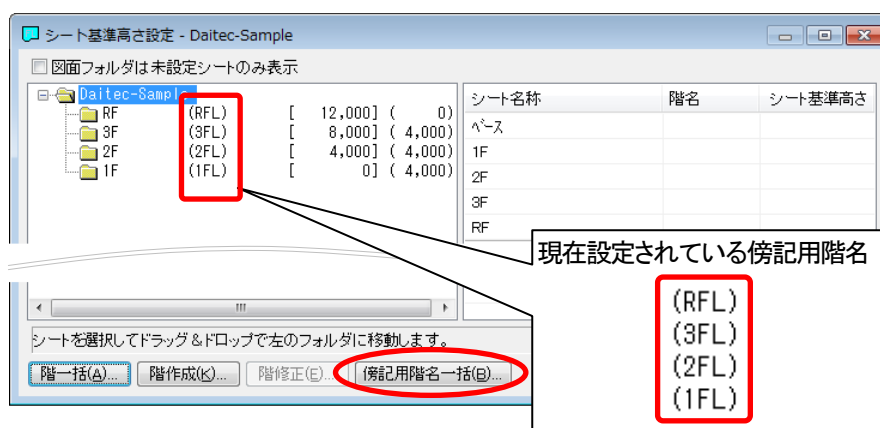 シート基準高さ設定 - Daitec-Sample
図面フォルダは未設定シートのみ表示
Daitec-Sample
RF (RFL) [ 12,000] ( 0)
3F (3FL) [ 8,000] ( 4,000)
2F (2FL) [ 4,000] ( 4,000)
1F (1FL) [ 0] ( 4,000)
シート名称 階名 シート基準高さ
ベース
1F
2F
3F
RF
現在設定されている傍記用階名
(RFL)
(3FL)
(2FL)
(1FL)
シートを選択してドラッグ&ドロップで左のフォルダに移動します。
階一括(A)... 階作成(K)... 階修正(E)... 傍記用階名一括(B)...